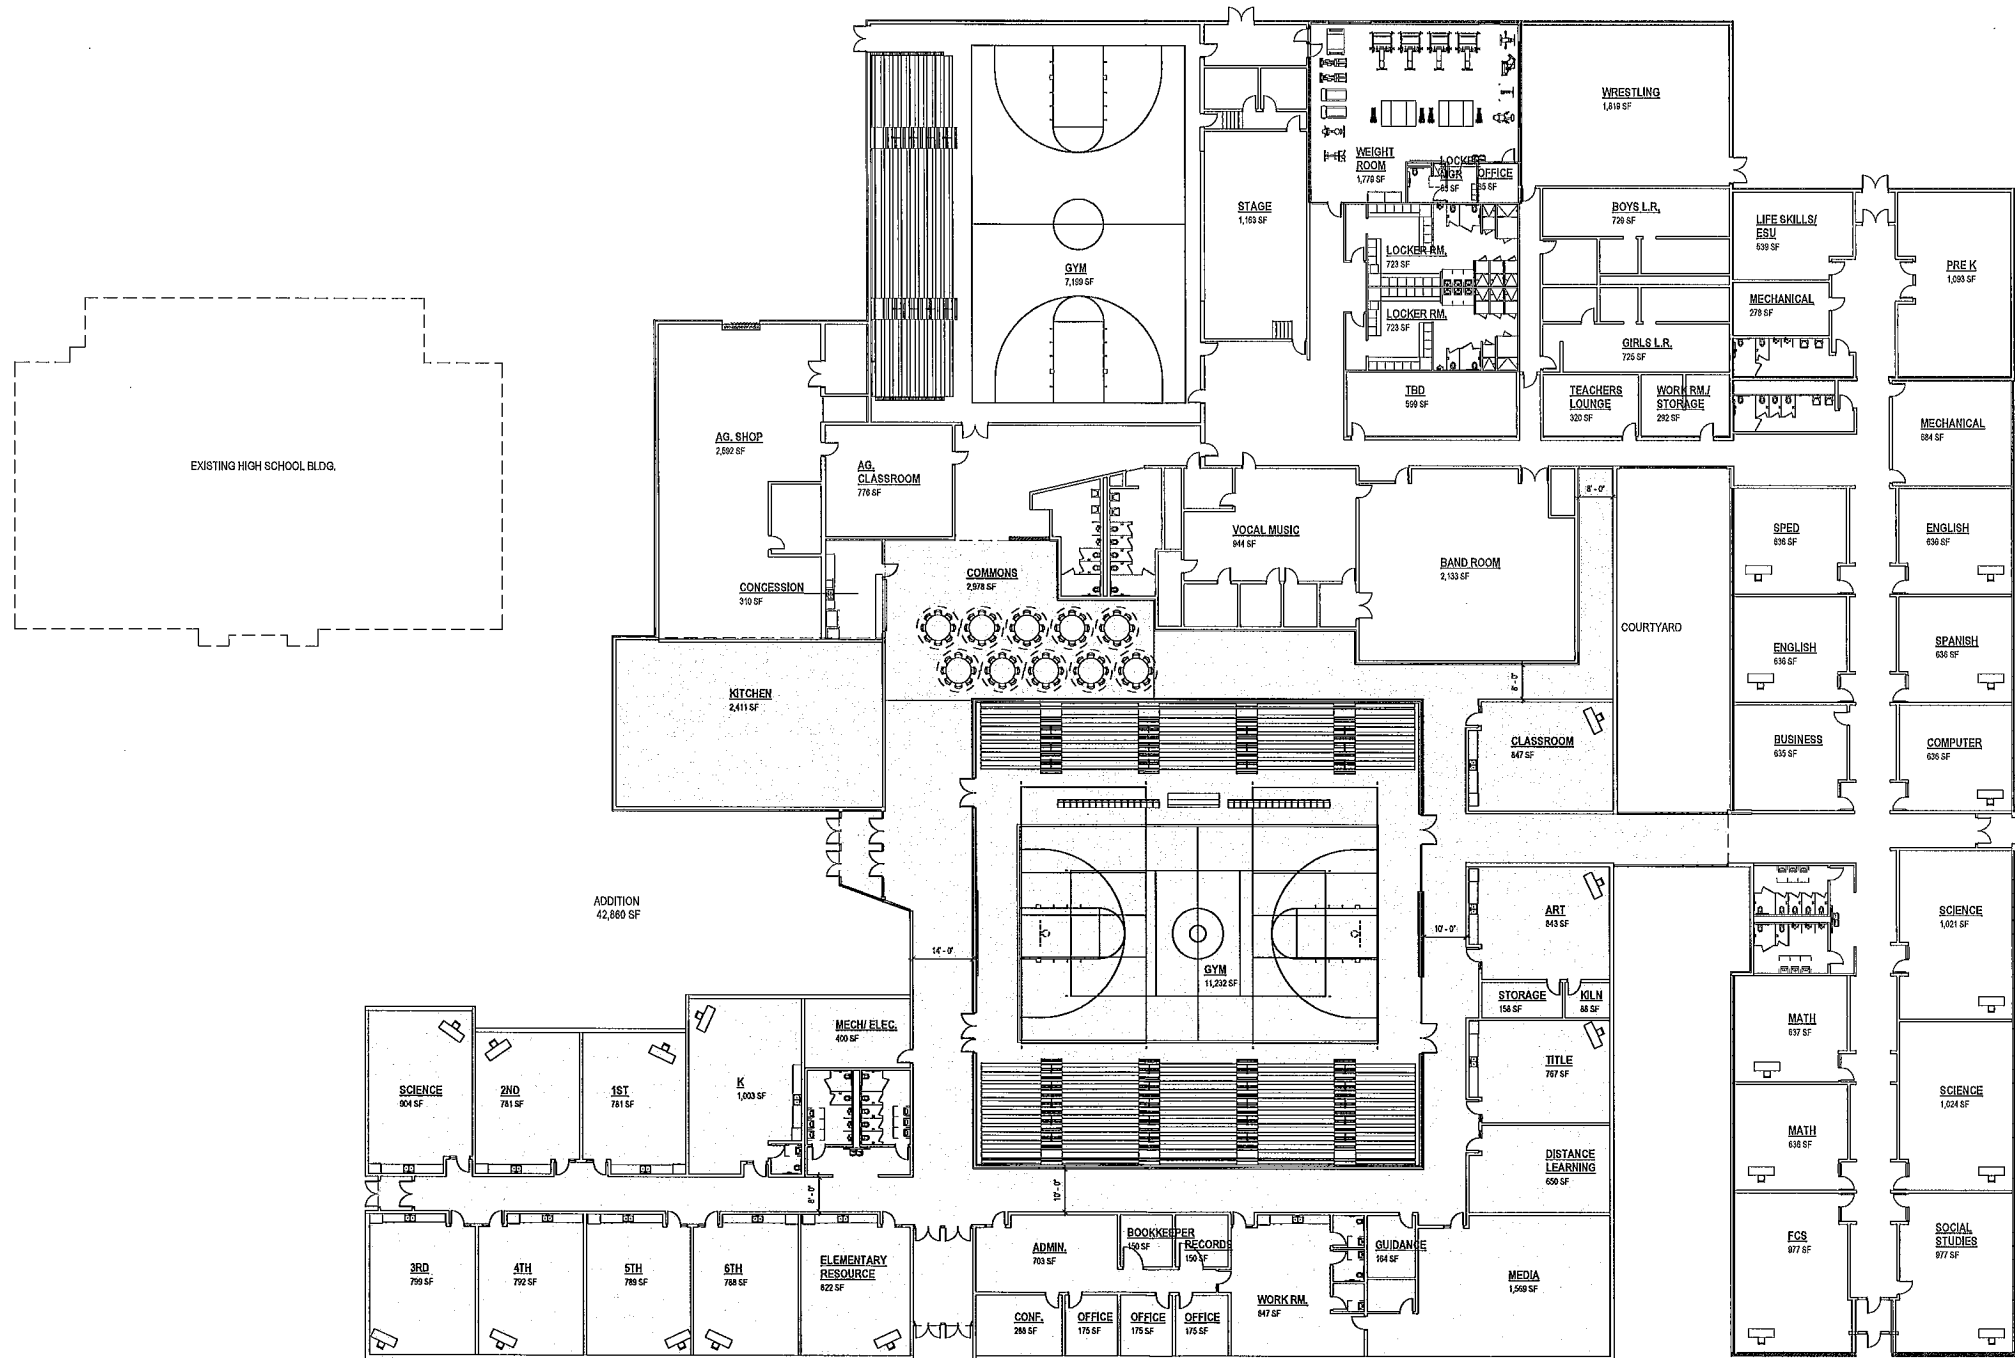 WRESTLING
1,819 SF
WEIGHT
ROOM
1,770 SF
OFFICE
STAGE
1,163 SF
BOYS L.R.
729 SF
LIFE SKILLS/
ESU
539 SF
PRE K
1,093 SF
GYM
7,199 SF
LOCKER RM.
723 SF
LOCKER RM.
723 SF
MECHANICAL
278 SF
GIRLS L.R.
725 SF
TBD
599 SF
TEACHERS
LOUNGE
320 SF
WORK RM./
STORAGE
292 SF
MECHANICAL
684 SF
EXISTING HIGH SCHOOL BLDG.
AG. SHOP
2,592 SF
AG.
CLASSROOM
776 SF
8' - 0"
VOCAL MUSIC
944 SF
BAND ROOM
2,133 SF
SPED
636 SF
ENGLISH
636 SF
COMMONS
2,978 SF
CONCESSION
310 SF
COURTYARD
ENGLISH
636 SF
SPANISH
636 SF
KITCHEN
2,411 SF
8' - 0"
CLASSROOM
847 SF
BUSINESS
635 SF
COMPUTER
636 SF
ADDITION
42,860 SF
ART
843 SF
SCIENCE
1,021 SF
14' - 0"
10' - 0"
GYM
11,232 SF
STORAGE
158 SF
KILN
88 SF
MATH
637 SF
MECH/ ELEC.
400 SF
TITLE
767 SF
SCIENCE
904 SF
2ND
781 SF
1ST
781 SF
K
1,003 SF
SCIENCE
1,024 SF
MATH
636 SF
DISTANCE
LEARNING
650 SF
8' - 0"
10' - 0"
3RD
799 SF
4TH
792 SF
5TH
789 SF
6TH
788 SF
ELEMENTARY
RESOURCE
822 SF
ADMIN.
703 SF
BOOKKEEPER
150 SF
RECORDS
150 SF
GUIDANCE
164 SF
FCS
977 SF
SOCIAL
STUDIES
977 SF
MEDIA
1,569 SF
WORK RM.
847 SF
CONF.
288 SF
OFFICE
175 SF
OFFICE
175 SF
OFFICE
175 SF